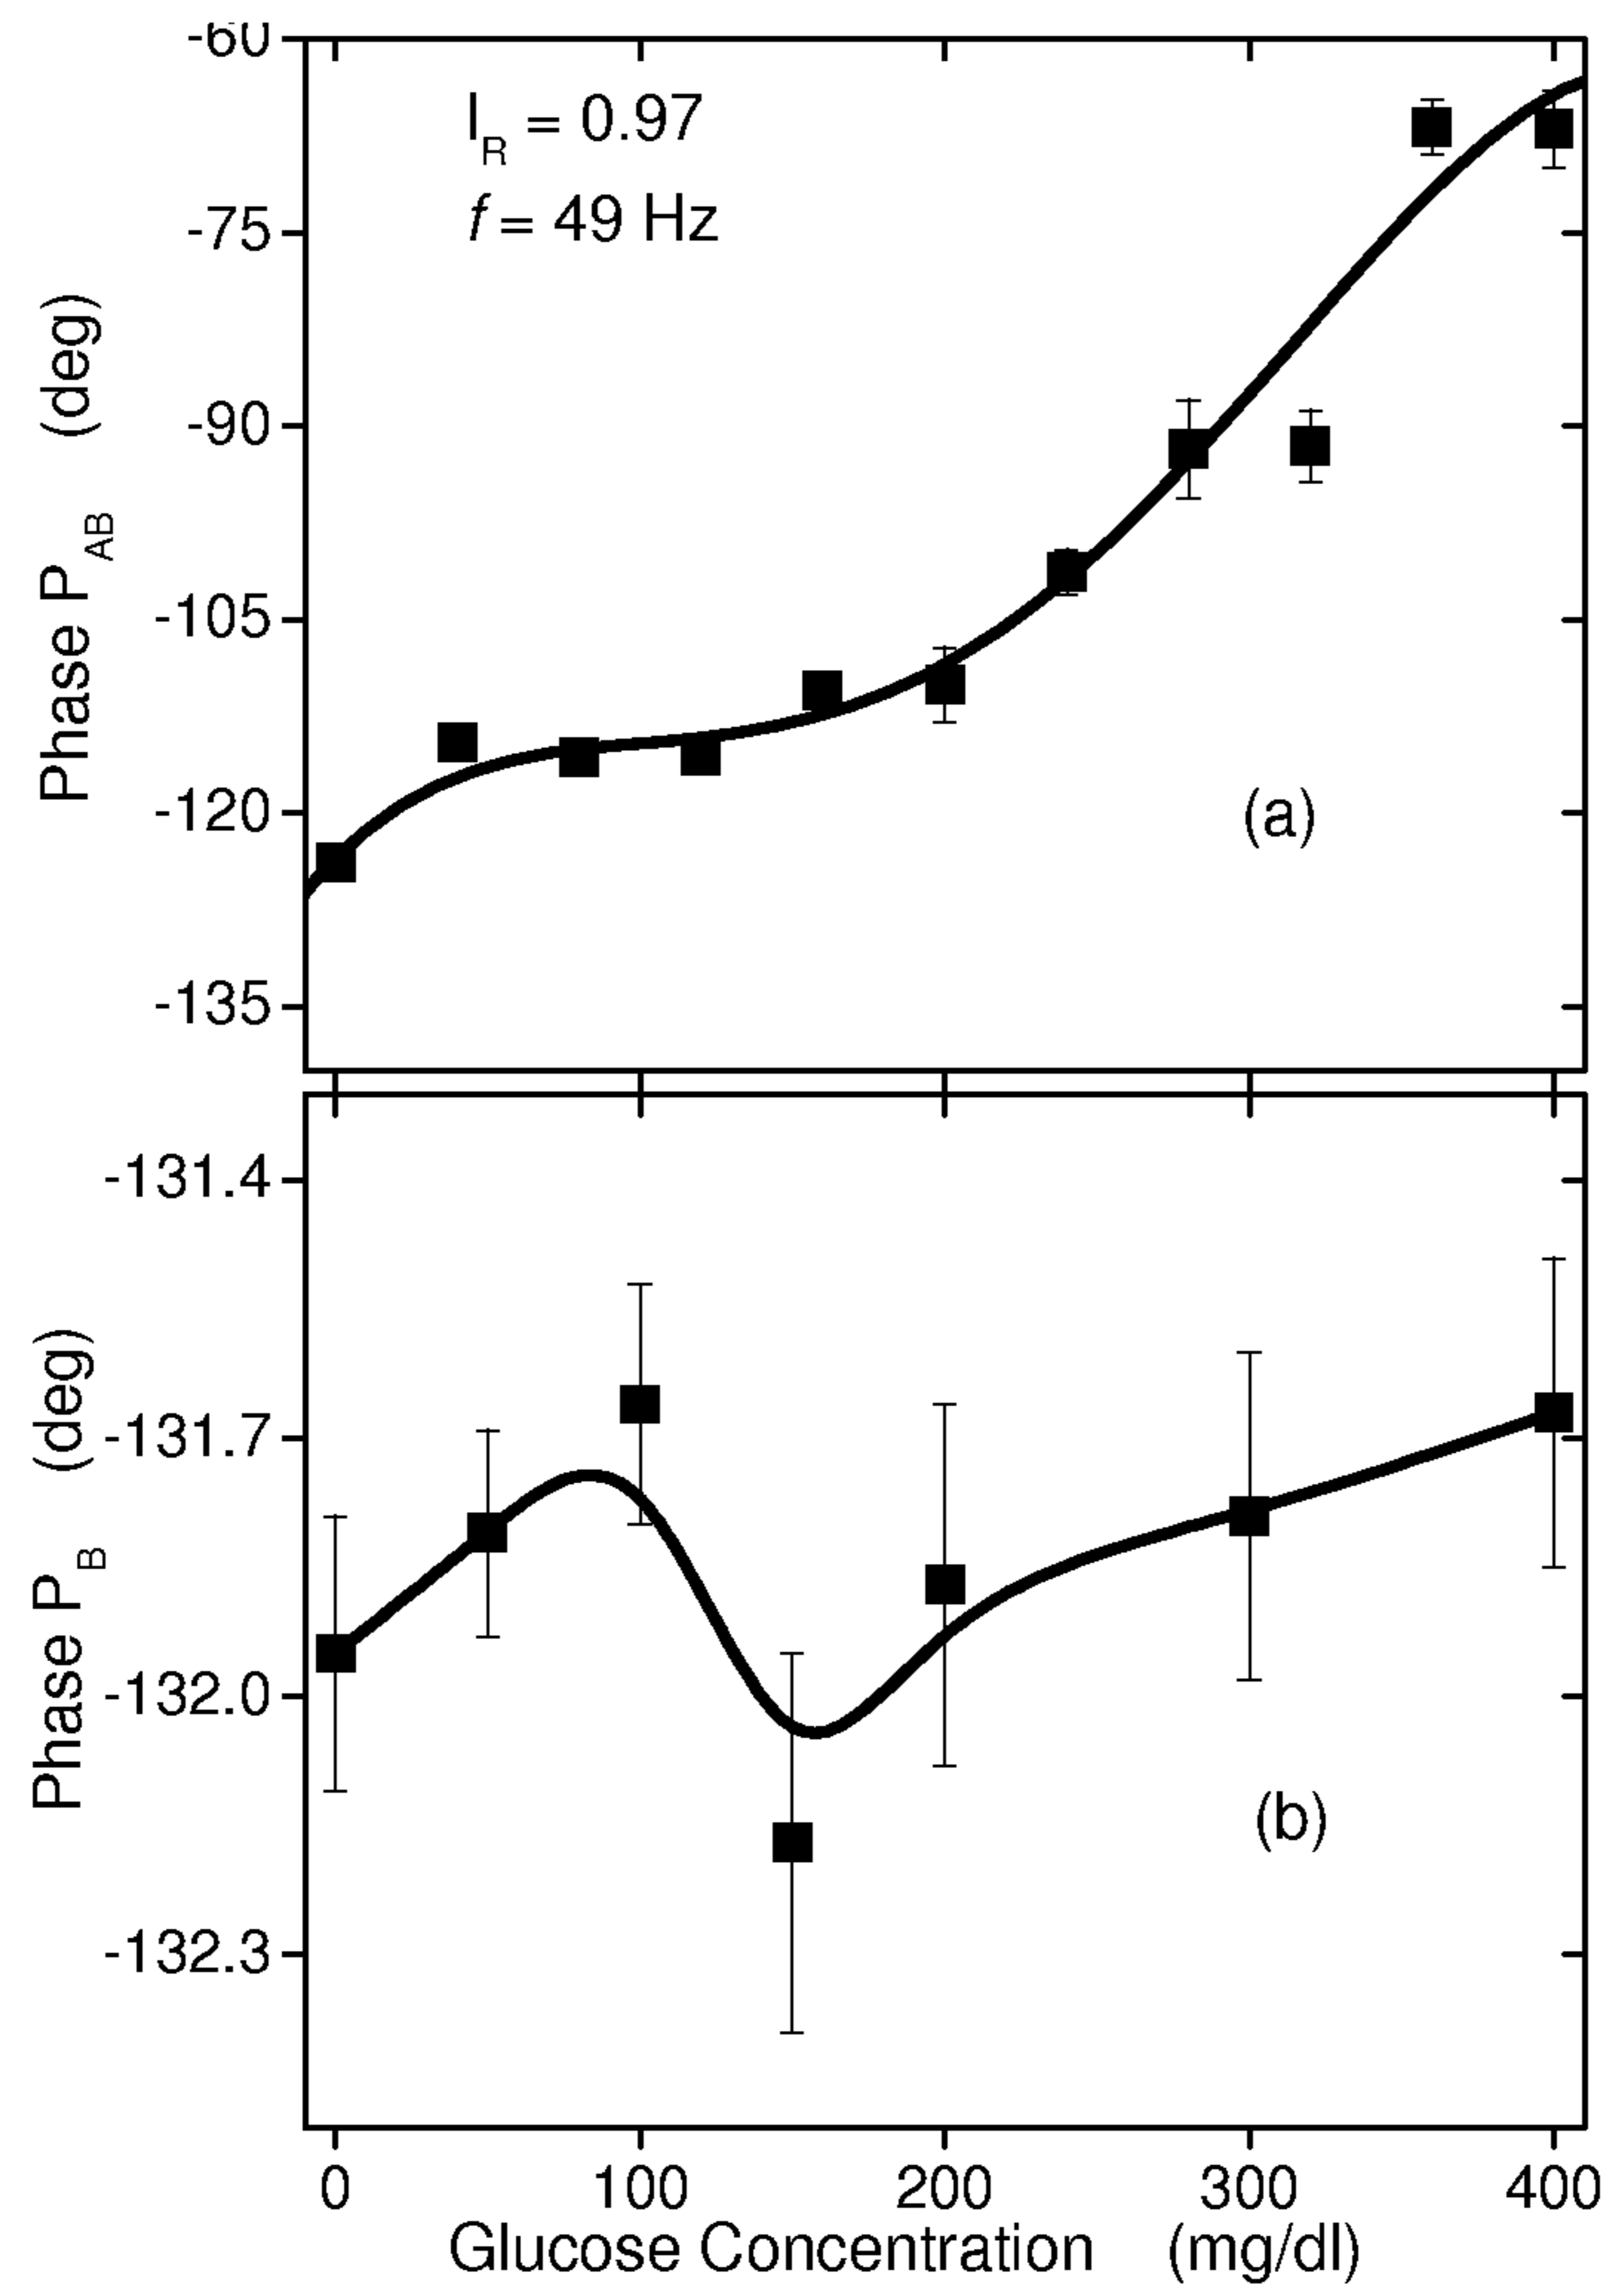 -60
I_R = 0.97
f = 49 Hz
-75
-90
-105
-120
-135
Phase P_AB (deg)
(a)
-131.4
-131.7
-132.0
-132.3
Phase P_B (deg)
(b)
0 100 200 300 400
Glucose Concentration (mg/dl)